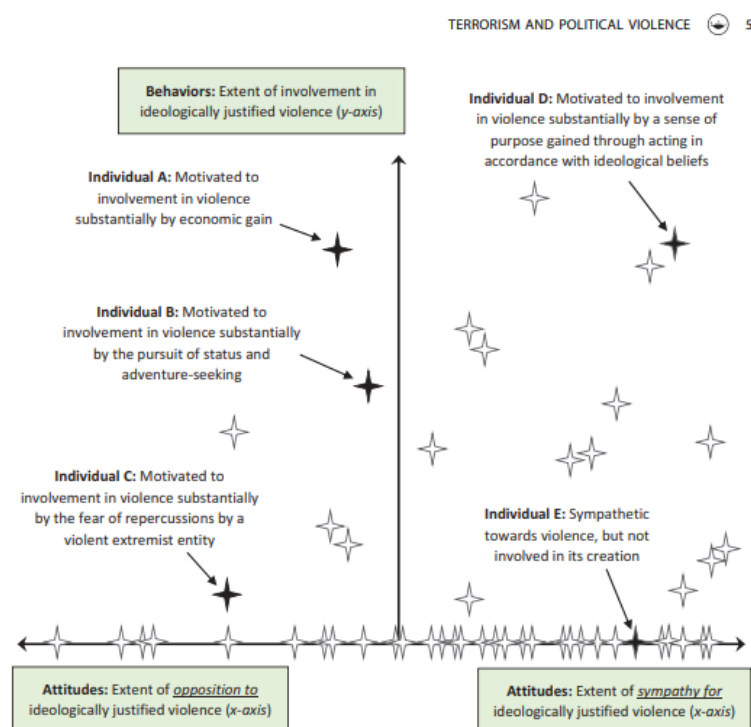 TERRORISM AND POLITICAL VIOLENCE
Behaviors: Extent of involvement in
ideologically justified violence (y-axis)
Individual D: Motivated to involvement
in violence substantially by a sense of
purpose gained through acting in
accordance with ideological beliefs
Individual A: Motivated to
involvement in violence
substantially by economic gain
Individual B: Motivated to
involvement in violence substantially
by the pursuit of status and
adventure-seeking
Individual C: Motivated to
involvement in violence substantially
by the fear of repercussions by a
violent extremist entity
Individual E: Sympathetic
towards violence, but not
involved in its creation
Attitudes: Extent of opposition to
ideologically justified violence (x-axis)
Attitudes: Extent of sympathy for
ideologically justified violence (x-axis)